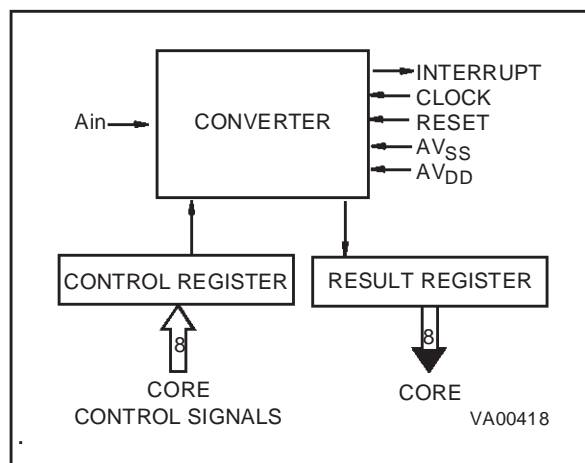 INTERRUPT
CLOCK
Ain
CONVERTER
RESET
AVSS
AVDD
CONTROL REGISTER
RESULT REGISTER
8
8
CORE
CONTROL SIGNALS
CORE
VA00418
.